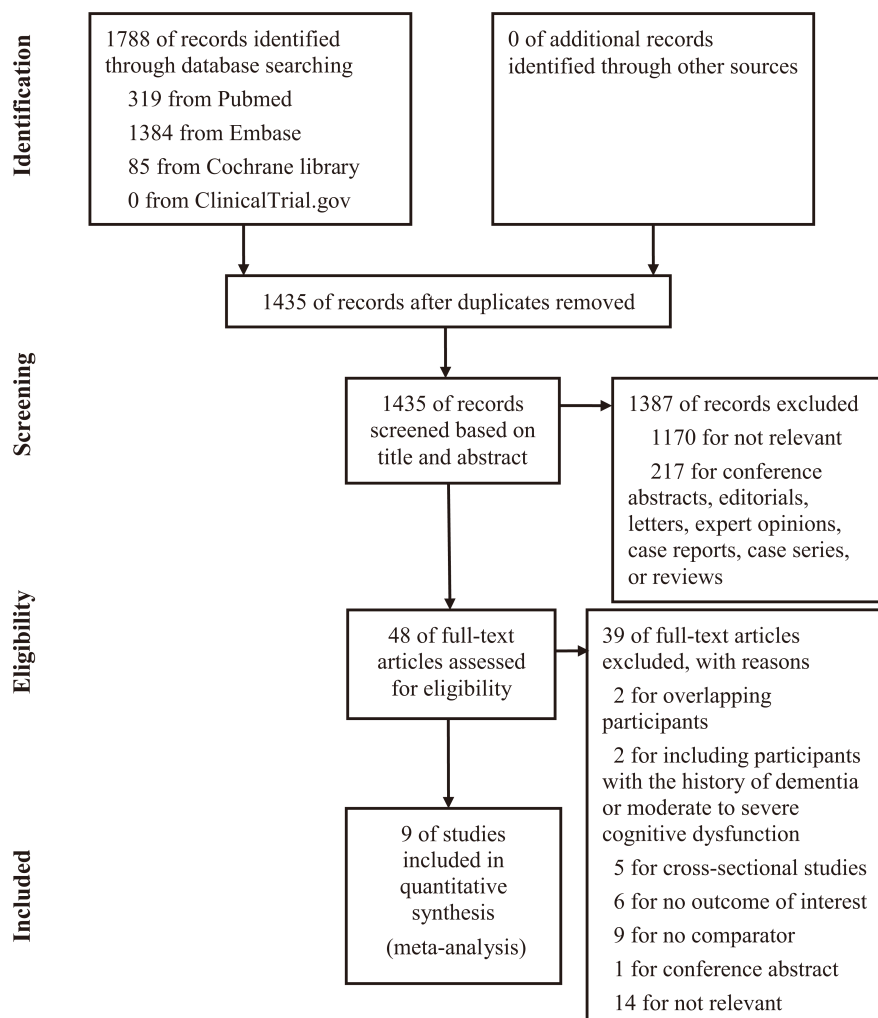 Identification
1788 of records identified
through database searching
319 from Pubmed
1384 from Embase
85 from Cochrane library
0 from ClinicalTrial.gov
0 of additional records
identified through other sources
1435 of records after duplicates removed
Screening
1435 of records
screened based on
title and abstract
1387 of records excluded
1170 for not relevant
217 for conference
abstracts, editorials,
letters, expert opinions,
case reports, case series,
or reviews
Eligibility
48 of full-text
articles assessed
for eligibility
39 of full-text articles
excluded, with reasons
2 for overlapping
participants
2 for including participants
with the history of dementia
or moderate to severe
cognitive dysfunction
5 for cross-sectional studies
6 for no outcome of interest
9 for no comparator
1 for conference abstract
14 for not relevant
Included
9 of studies
included in
quantitative
synthesis
(meta-analysis)